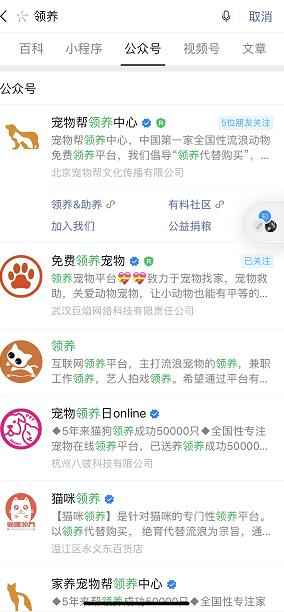 领养
取消
百科 小程序 公众号 视频号 文章
公众号
宠物帮领养中心
5位朋友关注
宠物帮领养中心，中国第一家全国性流浪动物
免费领养平台，我们倡导“领养代替购买”，...
北京宠物帮文化传播有限公司
领养&助养 有料社区
加入我们 公益捐粮
免费领养宠物
已关注
领养宠物平台💝💝致力于宠物找家，宠物救
助，关爱动物宠物，让小动物也能有平等的...
武汉巨焰网络科技有限责任公司
领养
互联网领养平台，主打流浪宠物的领养，兼职
工作领养，艺人拍戏领养。希望通过平台有...
宠物领养日online
◆5年来猫狗领养成功50000只◆全国性专注
宠物在线领养平台，已送养领养成功50000...
杭州八装科技有限公司
猫咪领养
【猫咪领养】是针对猫咪的专门性领养平台。
以领养代替购买， 绝育代替流浪为宗旨，通...
温江区永文东百货店
家养宠物帮领养中心
◆5年来帮领养成功50000只◆全国性专注家